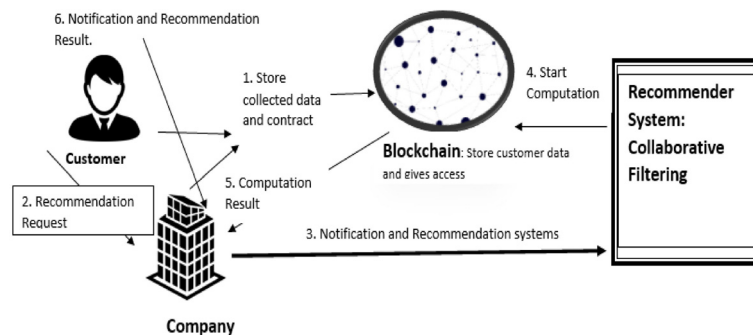 6. Notification and Recommendation
Result.
1. Store
collected data
and contract
4. Start
Computation
Recommender
System:
Collaborative
Filtering
Customer
Blockchain: Store customer data
and gives access
2. Recommendation
Request
5. Computation
Result
3. Notification and Recommendation systems
Company